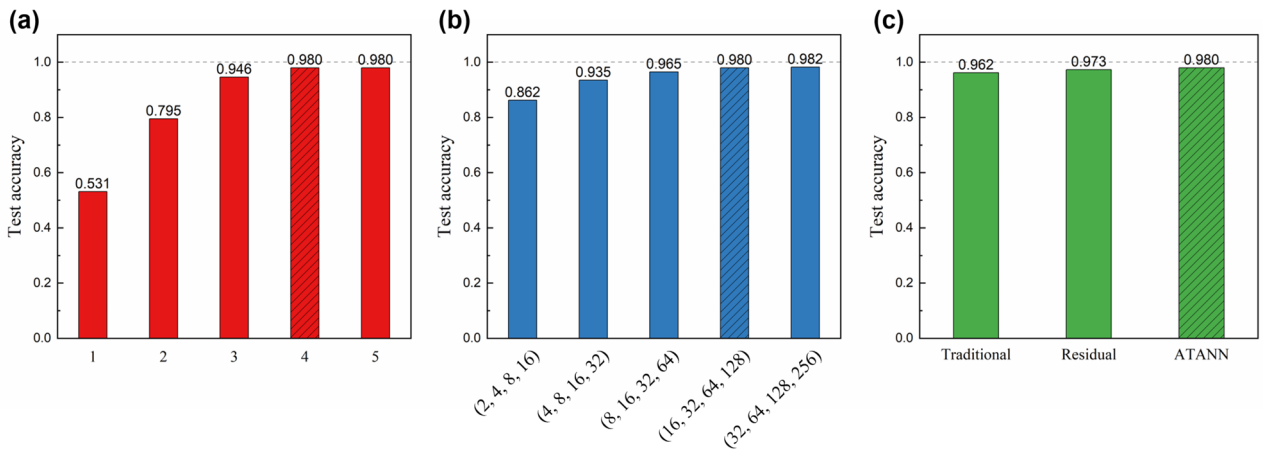 (a)
Test accuracy
1.0
0.8
0.6
0.4
0.2
0.0
0.531
0.795
0.946
0.980
0.980
1
2
3
4
5
(b)
Test accuracy
1.0
0.8
0.6
0.4
0.2
0.0
0.862
0.935
0.965
0.980
0.982
(2, 4, 8, 16)
(4, 8, 16, 32)
(8, 16, 32, 64)
(16, 32, 64, 128)
(32, 64, 128, 256)
(c)
Test accuracy
1.0
0.8
0.6
0.4
0.2
0.0
0.962
0.973
0.980
Traditional
Residual
ATANN